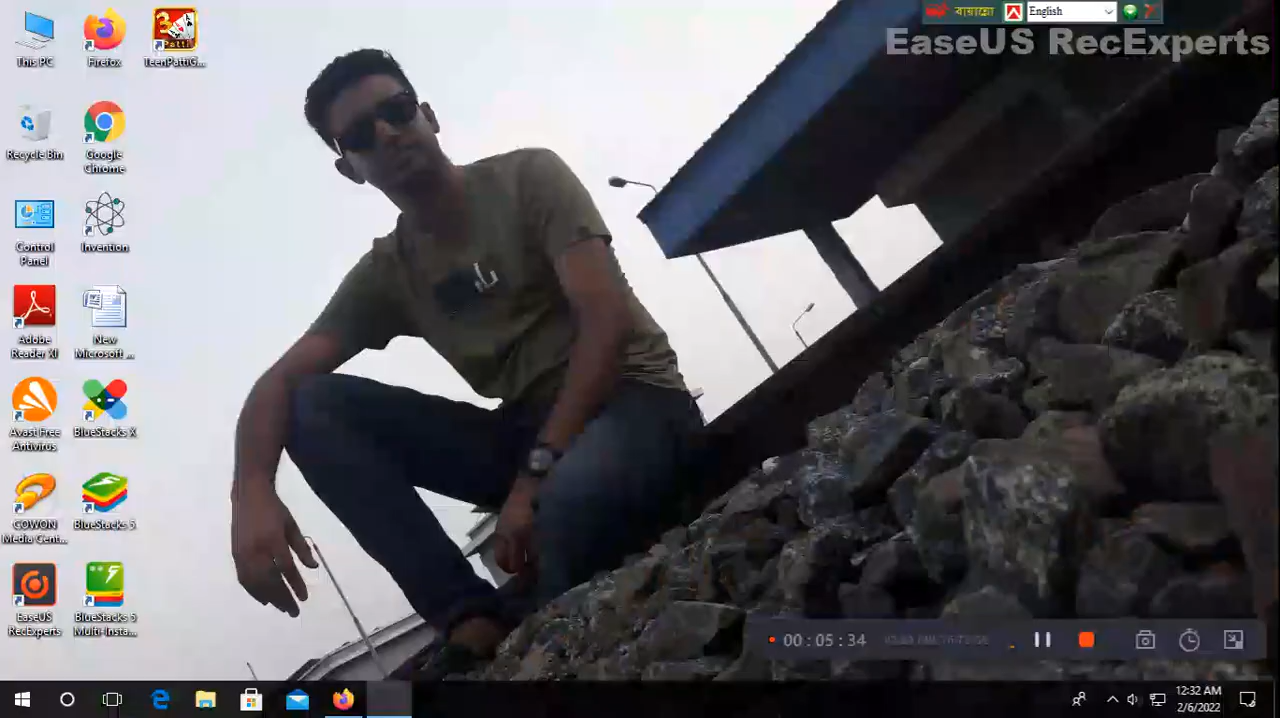 বায়ান্নো
English
EaseUS RecExperts
This PC
Firefox
TeenPattiG...
Recycle Bin
Google
Chrome
Control
Panel
Invention
Adobe
Reader XI
New
Microsoft ...
Avast Free
Antivirus
BlueStacks X
COWON
Media Cent...
BlueStacks 5
EaseUS
RecExperts
BlueStacks 5
Multi-Insta...
00:05:34
12:32 AM
2/6/2022